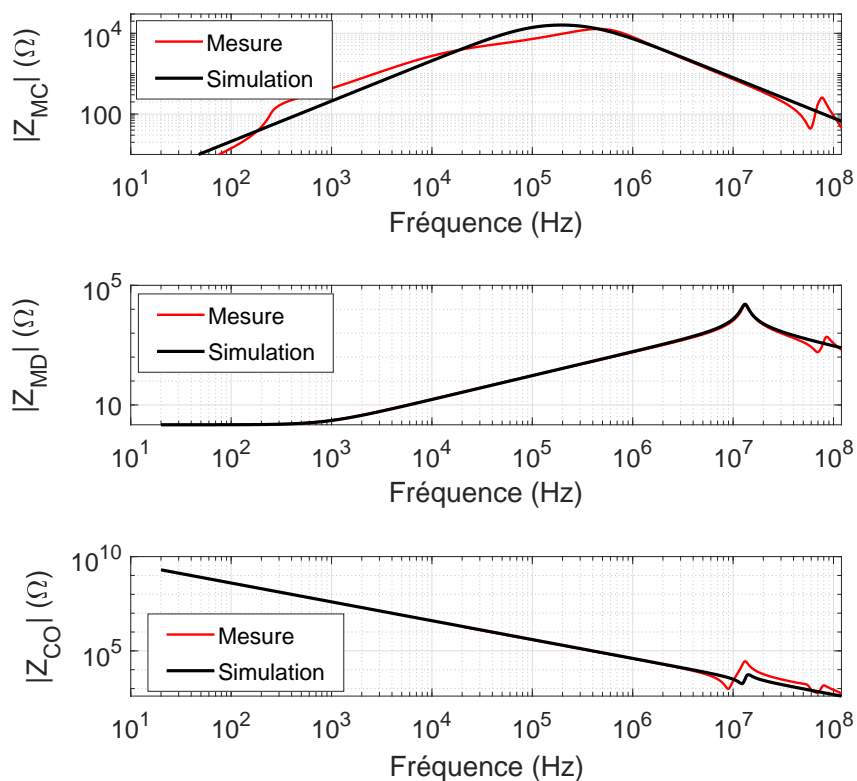 |Z_MC| (Ω)
10^4
100
Mesure
Simulation
10^1 10^2 10^3 10^4 10^5 10^6 10^7 10^8
Fréquence (Hz)
|Z_MD| (Ω)
10^5
10
Mesure
Simulation
10^1 10^2 10^3 10^4 10^5 10^6 10^7 10^8
Fréquence (Hz)
|Z_CO| (Ω)
10^10
10^5
Mesure
Simulation
10^1 10^2 10^3 10^4 10^5 10^6 10^7 10^8
Fréquence (Hz)